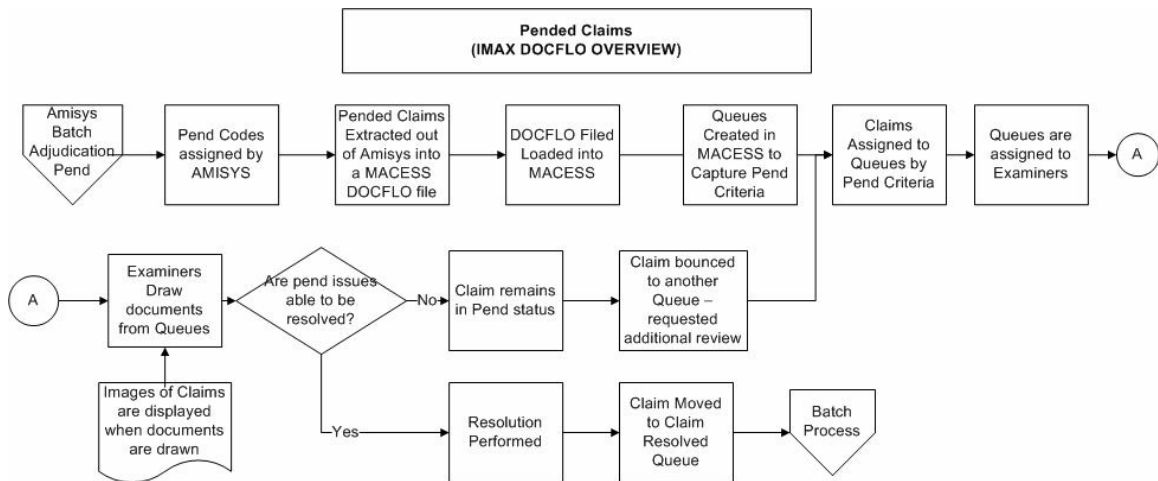 Pended Claims
(IMAX DOCFLO OVERVIEW)
Amisys
Batch
Adjudication
Pend
Pend Codes
assigned by
AMISYS
Pended Claims
Extracted out
of Amisys into
a MACESS
DOCFLO file
DOCFLO Filed
Loaded into
MACESS
Queues
Created in
MACESS to
Capture Pend
Criteria
Claims
Assigned to
Queues by
Pend Criteria
Queues are
assigned to
Examiners
A
A
Examiners
Draw
documents
from Queues
Are pend issues
able to be
resolved?
No
Claim remains
in Pend status
Claim bounced
to another
Queue –
requested
additional review
Images of Claims
are displayed
when documents
are drawn
Yes
Resolution
Performed
Claim Moved
to Claim
Resolved
Queue
Batch
Process